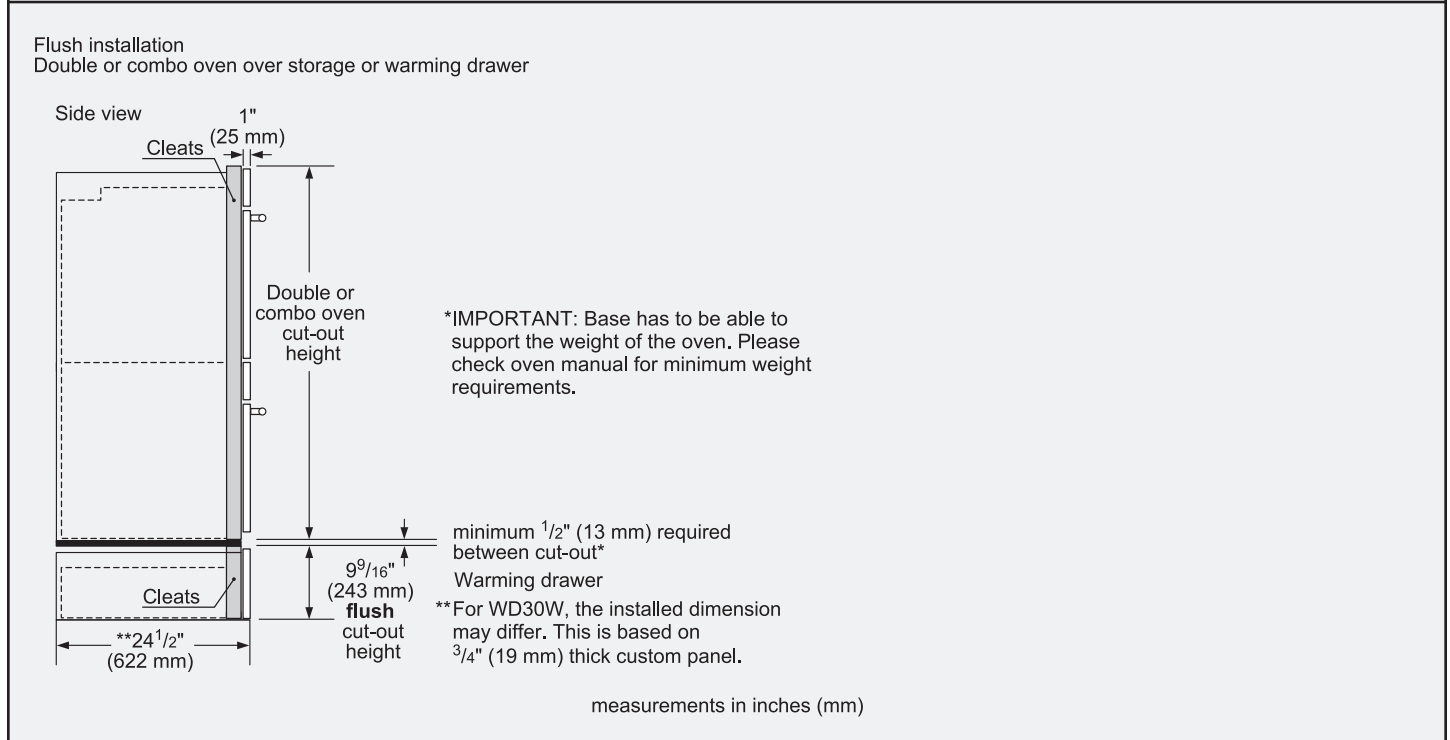 Flush installation
Double or combo oven over storage or warming drawer
Side view
1"
(25 mm)
Cleats
Double or
combo oven
cut-out
height
*IMPORTANT: Base has to be able to
support the weight of the oven. Please
check oven manual for minimum weight
requirements.
minimum 1/2" (13 mm) required
between cut-out*
9 9/16"
(243 mm)
flush
cut-out
height
Warming drawer
Cleats
**24 1/2"
(622 mm)
**For WD30W, the installed dimension
may differ. This is based on
3/4" (19 mm) thick custom panel.
measurements in inches (mm)